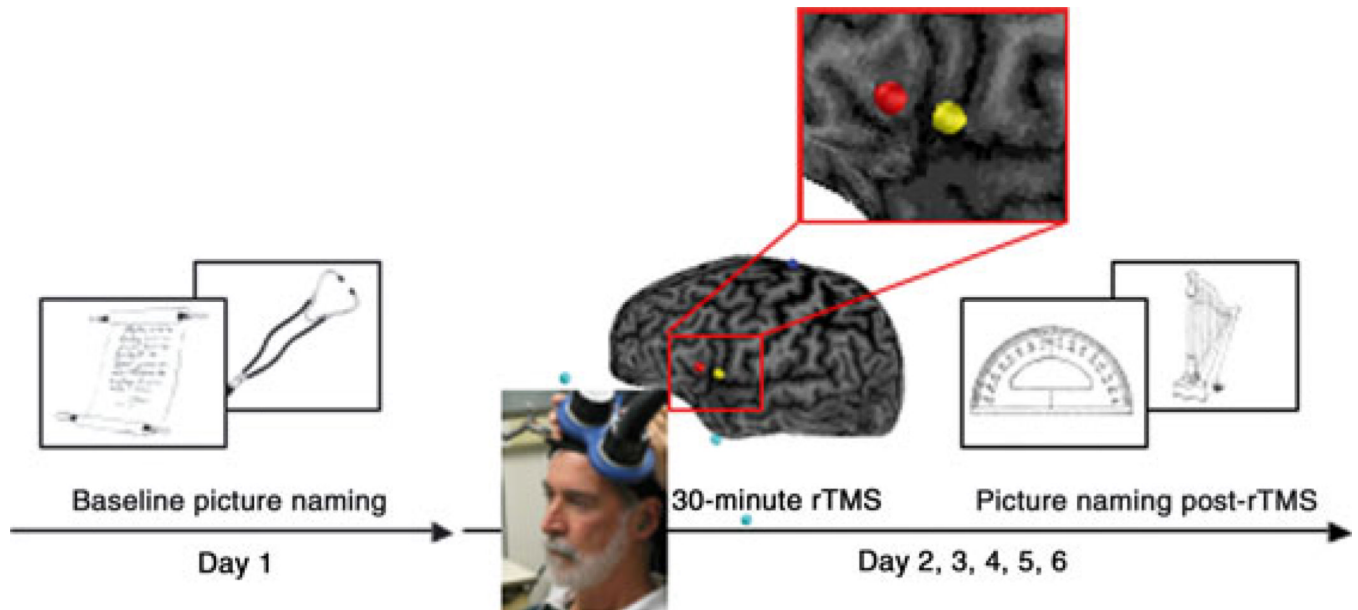 Baseline picture naming
30-minute rTMS
Picture naming post-rTMS
Day 1
Day 2, 3, 4, 5, 6